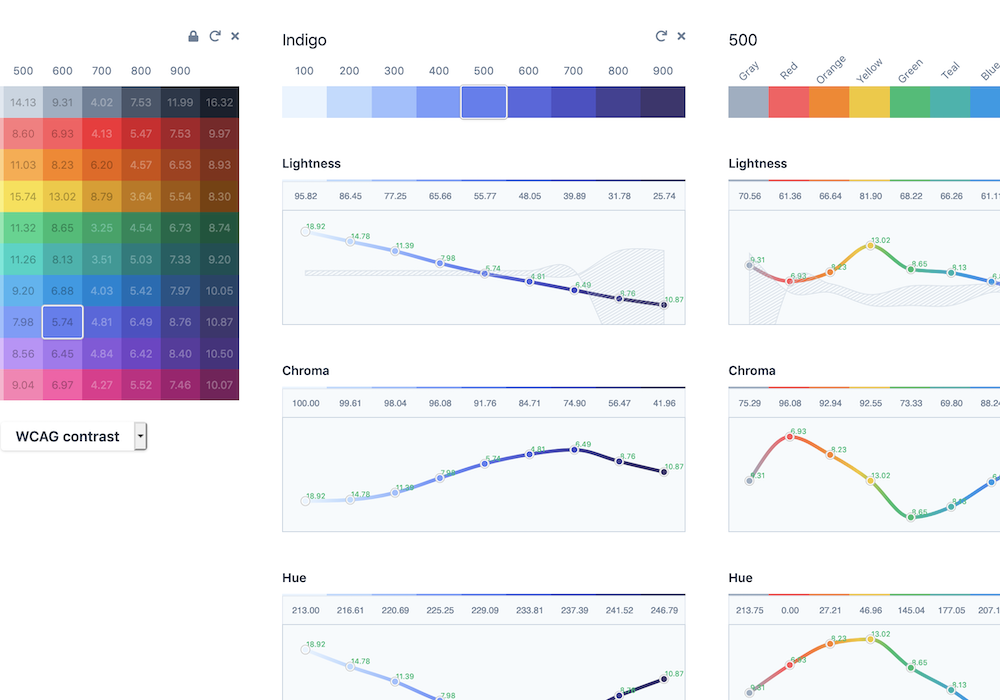 500 600 700 800 900
14.13 9.31 4.02 7.53 11.99 16.32
8.60 6.93 4.13 5.47 7.53 9.97
11.03 8.23 6.20 4.57 6.53 8.93
15.74 13.02 8.79 3.64 5.54 8.30
11.32 8.65 3.25 4.54 6.73 8.74
11.26 8.13 3.51 5.03 7.33 9.20
9.20 6.88 4.03 5.42 7.97 10.05
7.98 5.74 4.81 6.49 8.76 10.87
8.56 6.45 4.84 6.42 8.40 10.50
9.04 6.97 4.27 5.52 7.46 10.07
WCAG contrast
Indigo
100 200 300 400 500 600 700 800 900
Lightness
95.82 86.45 77.25 65.66 55.77 48.05 39.89 31.78 25.74
18.92 14.78 11.39 7.98 5.74 4.81 6.49 8.76 10.87
Chroma
100.00 99.61 98.04 96.08 91.76 84.71 74.90 56.47 41.96
18.92 14.78 11.39 7.98 5.74 4.81 6.49 8.76 10.87
Hue
213.00 216.61 220.69 225.25 229.09 233.81 237.39 241.52 246.79
18.92 14.78 11.39 7.98 8.76 10.87
500
Gray Red Orange Yellow Green Teal Blue
Lightness
70.56 61.36 66.64 81.90 68.22 66.26 61.1
9.31 6.93 8.23 13.02 8.65 8.13 6.8
Chroma
75.29 96.08 92.94 92.55 73.33 69.80 88.2
9.31 6.93 8.23 13.02 8.65 8.13 6.8
Hue
213.75 0.00 27.21 46.96 145.04 177.05 207.1
9.31 6.93 8.23 13.02 8.65 8.13